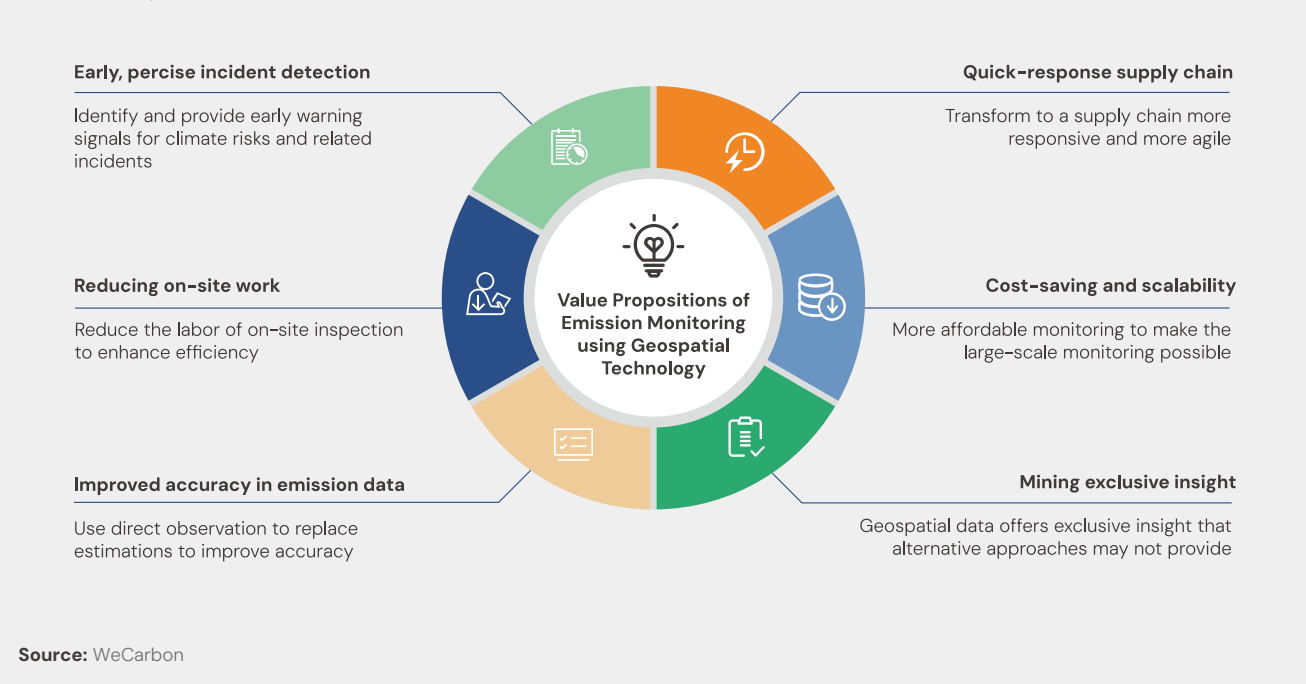 Early, percise incident detection
Identify and provide early warning
signals for climate risks and related
incidents
Quick-response supply chain
Transform to a supply chain more
responsive and more agile
Reducing on-site work
Reduce the labor of on-site inspection
to enhance efficiency
Value Propositions of
Emission Monitoring
using Geospatial
Technology
Cost-saving and scalability
More affordable monitoring to make the
large-scale monitoring possible
Improved accuracy in emission data
Use direct observation to replace
estimations to improve accuracy
Mining exclusive insight
Geospatial data offers exclusive insight that
alternative approaches may not provide
Source: WeCarbon